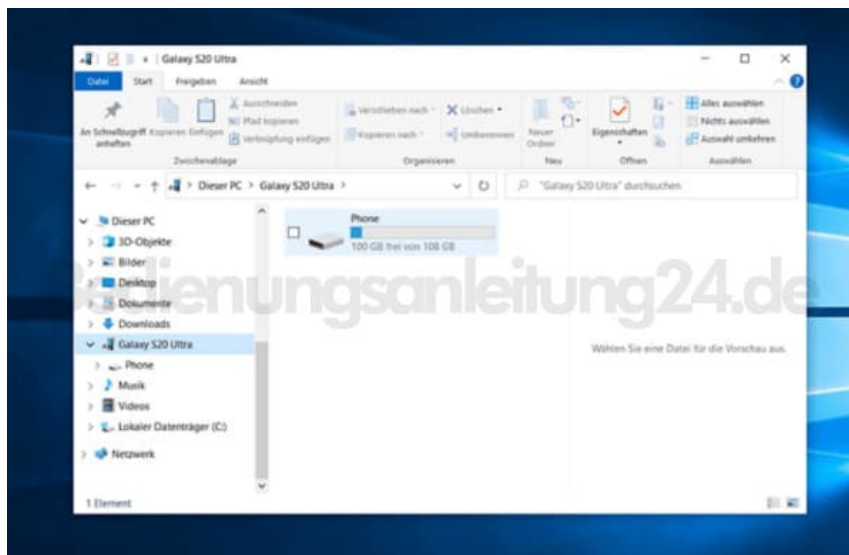 Galaxy S20 Ultra
Datei Start Freigeben Ansicht
An Schnellzugriff anheften
Kopieren Einfügen
Ausschneiden
Pfad kopieren
Verknüpfung einfügen
Zwischenablage
Verschieben nach
Kopieren nach
Löschen
Umbenennen
Organisieren
Neuer Ordner
Neu
Eigenschaften
Öffnen
Alles auswählen
Nichts auswählen
Auswahl umkehren
Auswählen
Dieser PC > Galaxy S20 Ultra >
"Galaxy S20 Ultra" durchsuchen
Dieser PC
3D-Objekte
Bilder
Desktop
Dokumente
Downloads
Galaxy S20 Ultra
Phone
Musik
Videos
Lokaler Datenträger (C:)
Netzwerk
Phone
100 GB frei von 108 GB
Bedienungsanleitung24.de
Wählen Sie eine Datei für die Vorschau aus.
1 Element